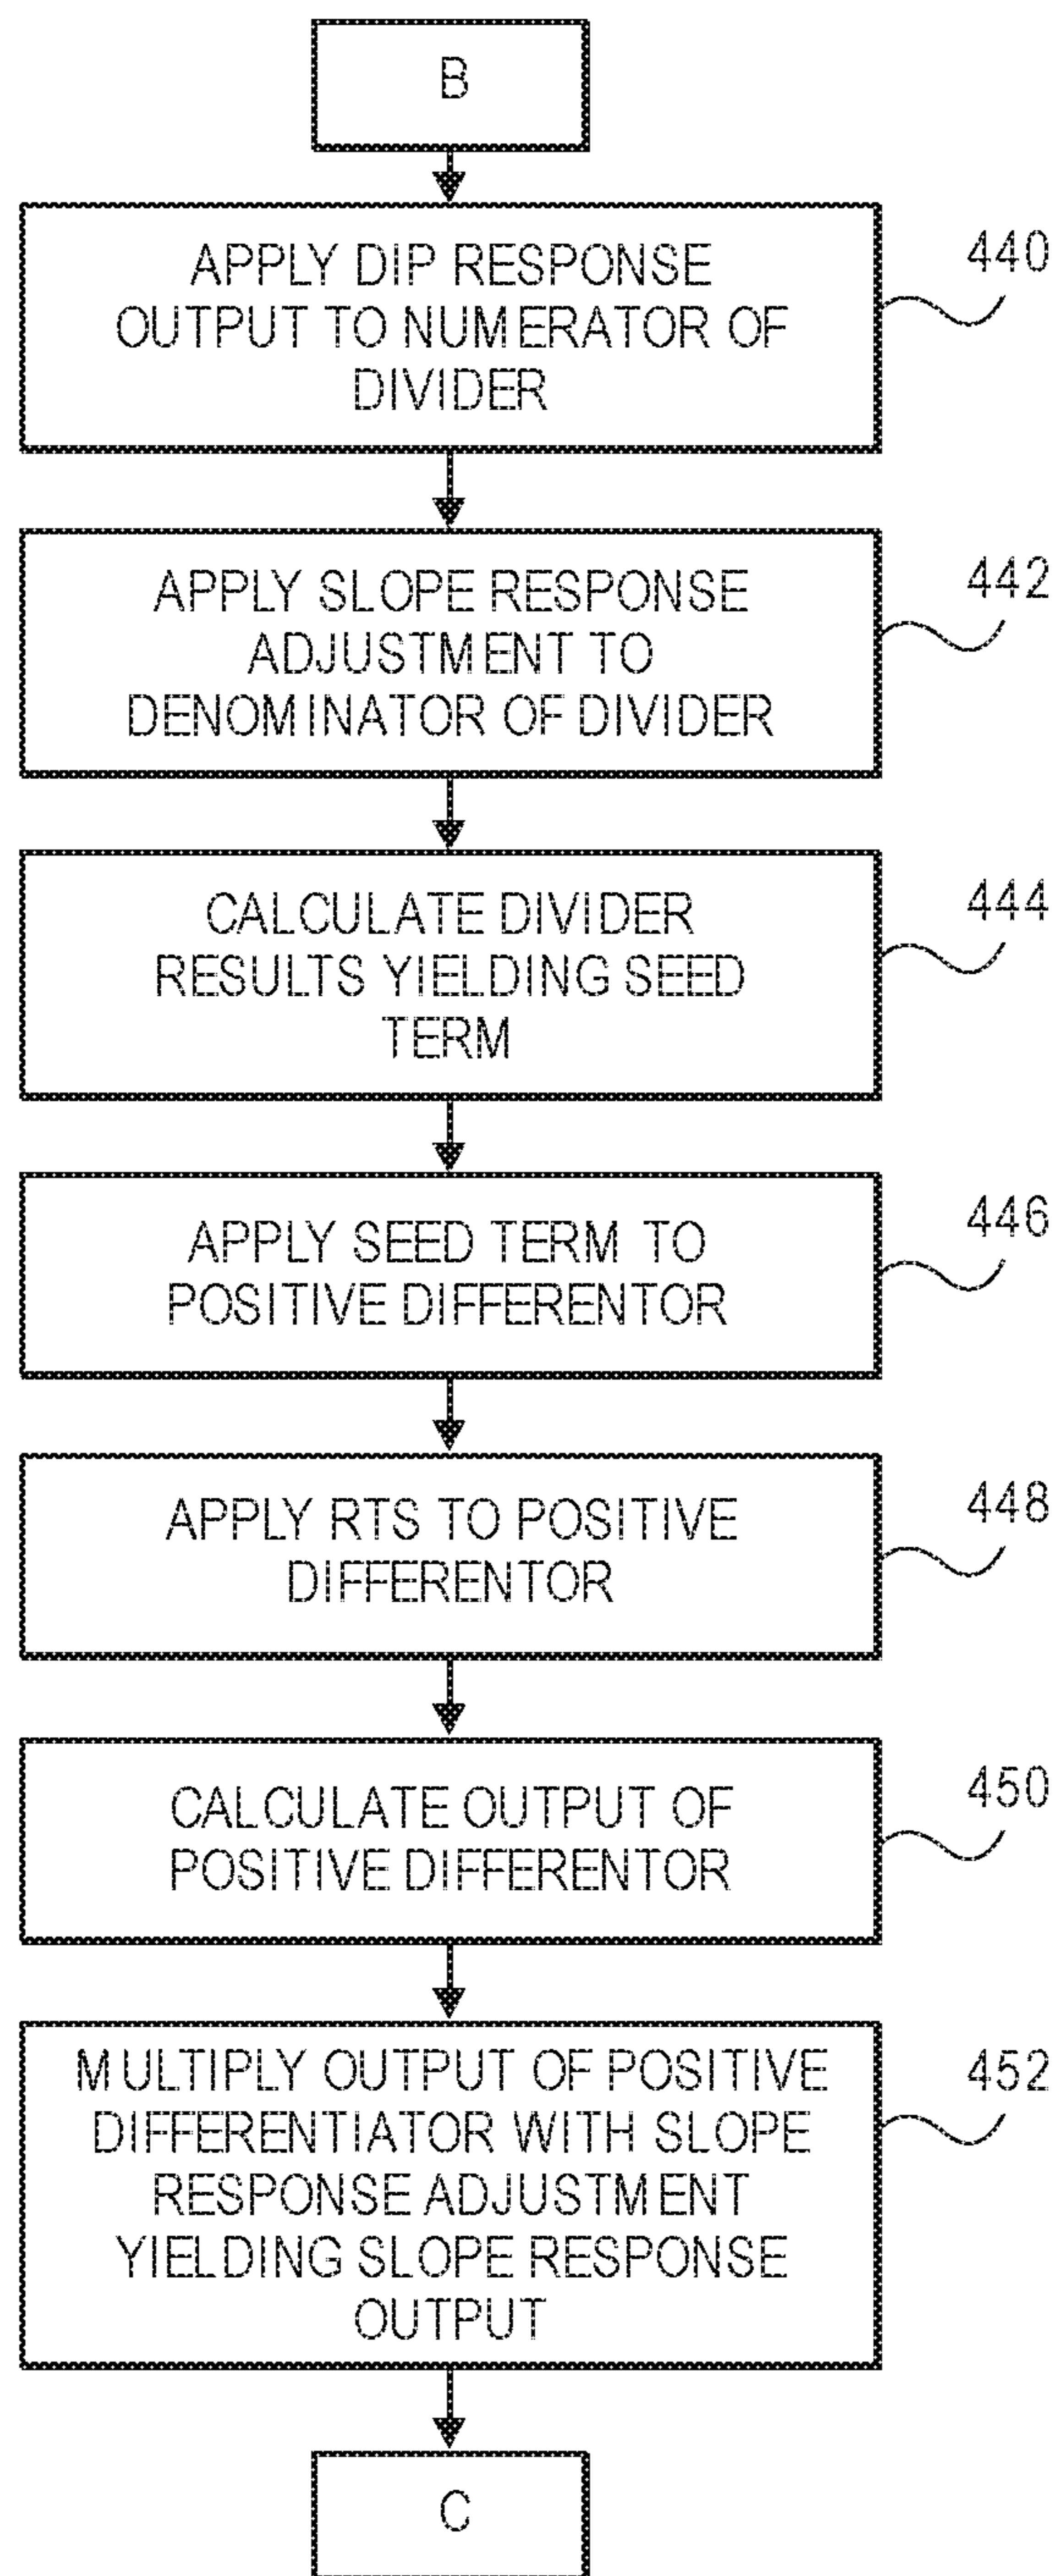 B
APPLY DIP RESPONSE
OUTPUT TO NUMERATOR OF
DIVIDER
440
APPLY SLOPE RESPONSE
ADJUSTMENT TO
DENOMINATOR OF DIVIDER
442
CALCULATE DIVIDER
RESULTS YIELDING SEED
TERM
444
APPLY SEED TERM TO
POSITIVE DIFFERENTOR
446
APPLY RTS TO POSITIVE
DIFFERENTOR
448
CALCULATE OUTPUT OF
POSITIVE DIFFERENTOR
450
MULTIPLY OUTPUT OF POSITIVE
DIFFERENTIATOR WITH SLOPE
RESPONSE ADJUSTMENT
YIELDING SLOPE RESPONSE
OUTPUT
452
C